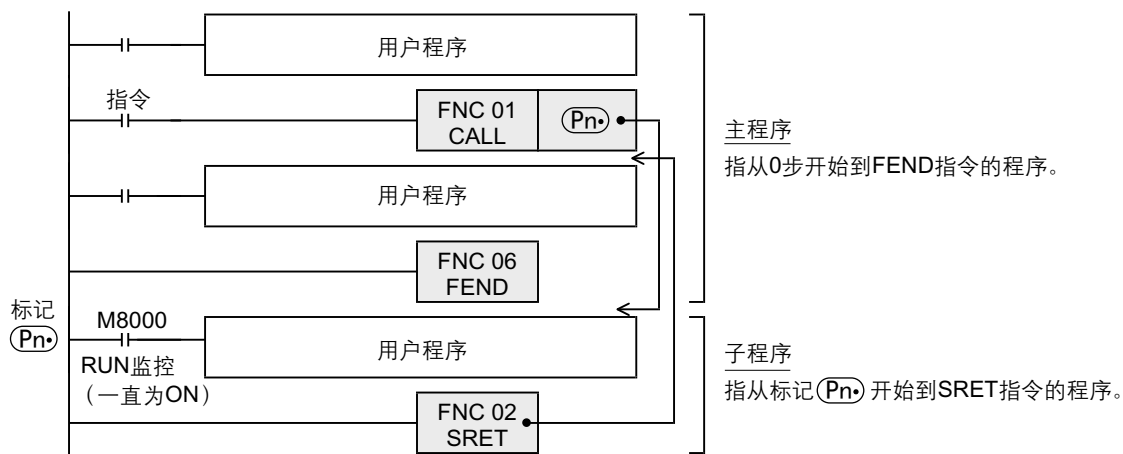 用户程序
指令
FNC 01
CALL
Pn•
主程序
指从0步开始到FEND指令的程序。
用户程序
FNC 06
FEND
标记
Pn•
M8000
RUN监控
（一直为ON）
用户程序
子程序
指从标记Pn•开始到SRET指令的程序。
FNC 02
SRET